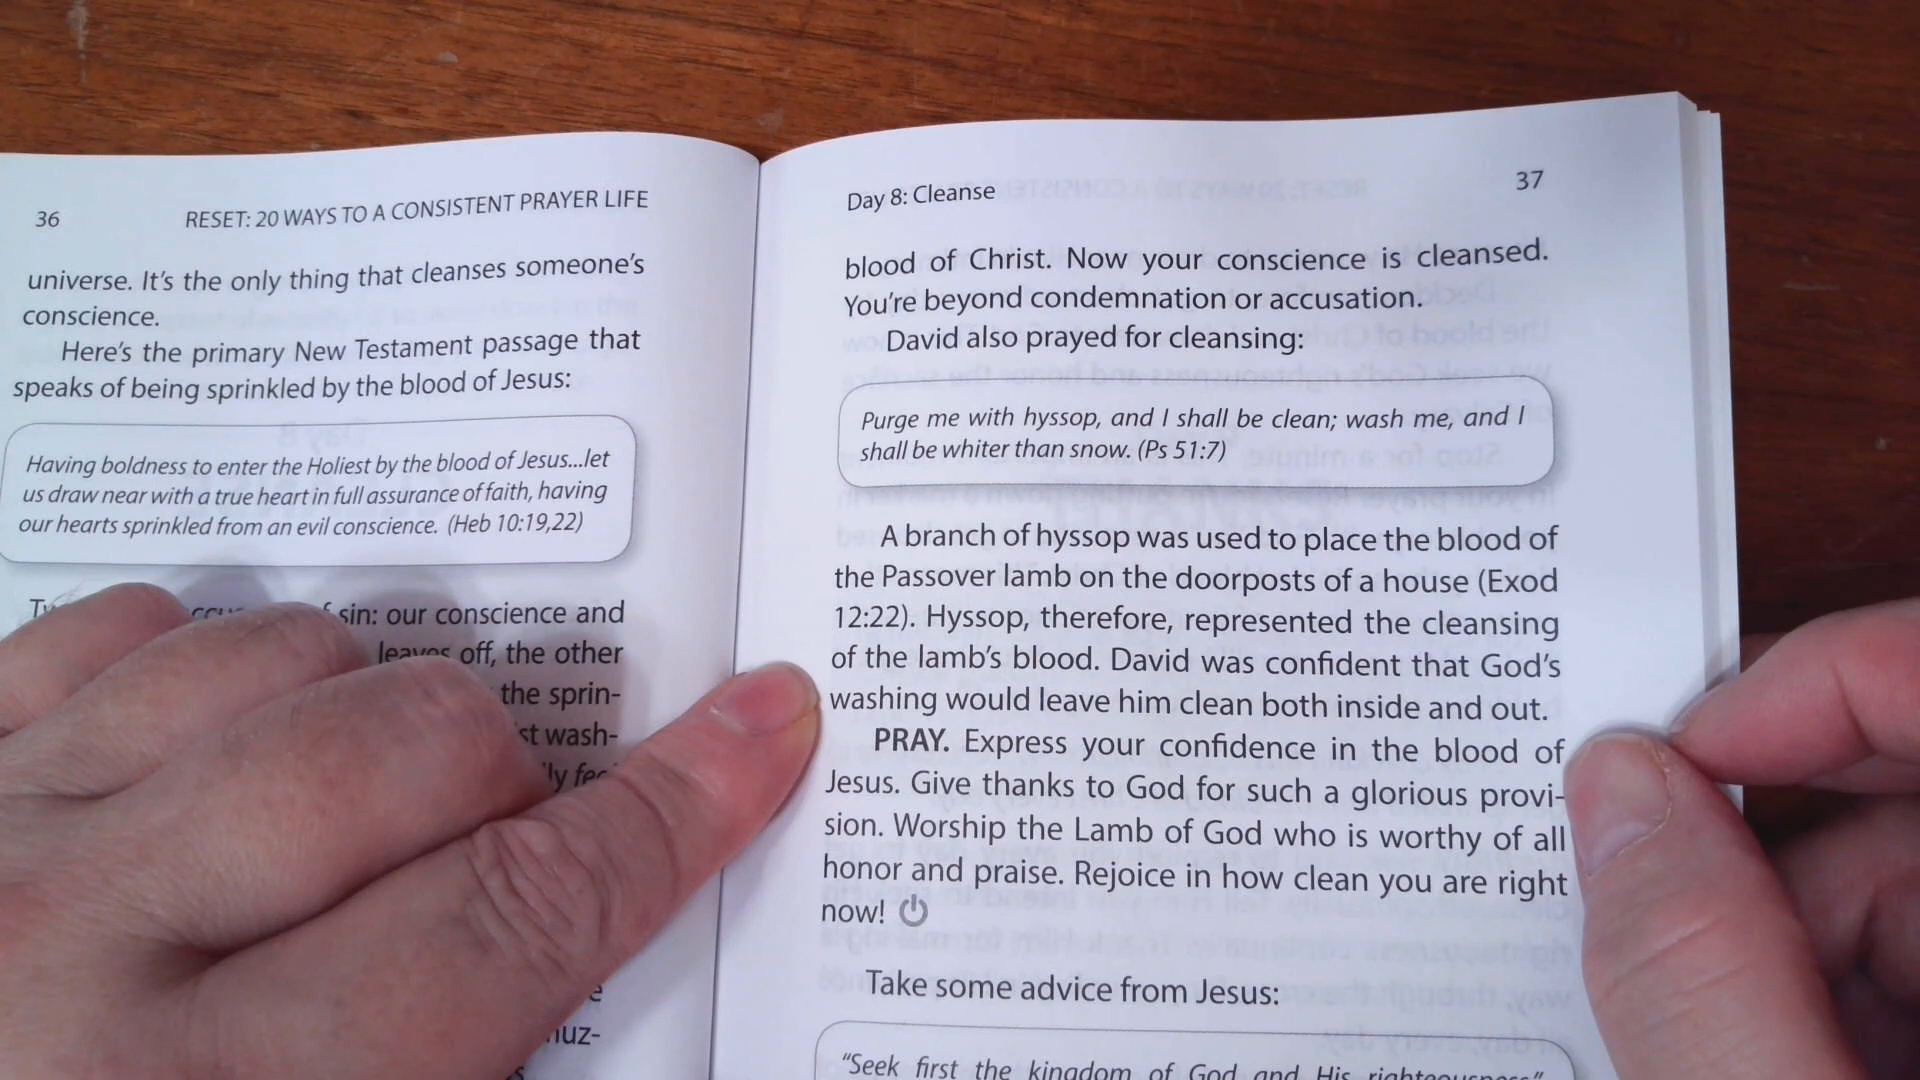 36 RESET: 20 WAYS TO A CONSISTENT PRAYER LIFE
universe. It's the only thing that cleanses someone's
conscience.
Here's the primary New Testament passage that
speaks of being sprinkled by the blood of Jesus:
Having boldness to enter the Holiest by the blood of Jesus...let
us draw near with a true heart in full assurance of faith, having
our hearts sprinkled from an evil conscience. (Heb 10:19,22)
sin: our conscience and
leaves off, the other
the sprin-
wash-
Day 8: Cleanse 37
blood of Christ. Now your conscience is cleansed.
You're beyond condemnation or accusation.
David also prayed for cleansing:
Purge me with hyssop, and I shall be clean; wash me, and I
shall be whiter than snow. (Ps 51:7)
A branch of hyssop was used to place the blood of
the Passover lamb on the doorposts of a house (Exod
12:22). Hyssop, therefore, represented the cleansing
of the lamb's blood. David was confident that God's
washing would leave him clean both inside and out.
PRAY. Express your confidence in the blood of
Jesus. Give thanks to God for such a glorious provi-
sion. Worship the Lamb of God who is worthy of all
honor and praise. Rejoice in how clean you are right
now!
Take some advice from Jesus:
"Seek first the kingdom of God and His righteousness"